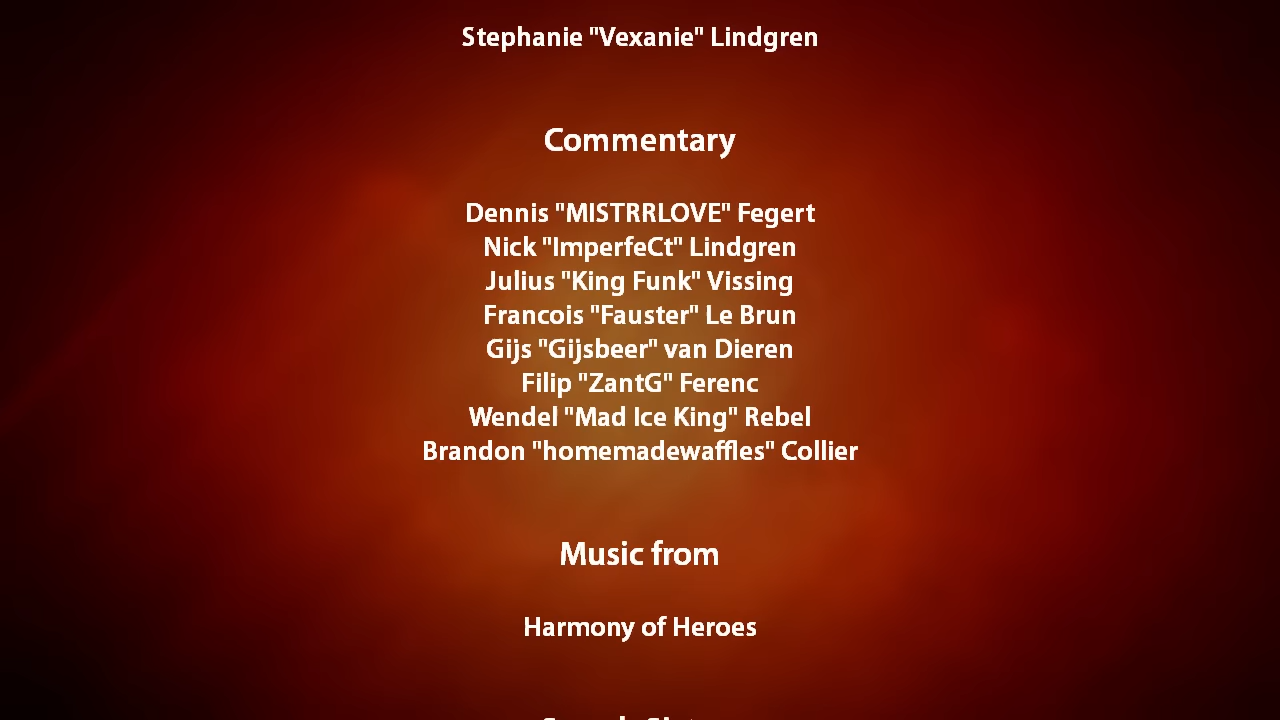 Stephanie "Vexanie" Lindgren
Commentary
Dennis "MISTRRLOVE" Fegert
Nick "ImperfeCt" Lindgren
Julius "King Funk" Vissing
Francois "Fauster" Le Brun
Gijs "Gijsbeer" van Dieren
Filip "ZantG" Ferenc
Wendel "Mad Ice King" Rebel
Brandon "homemadewaffles" Collier
Music from
Harmony of Heroes